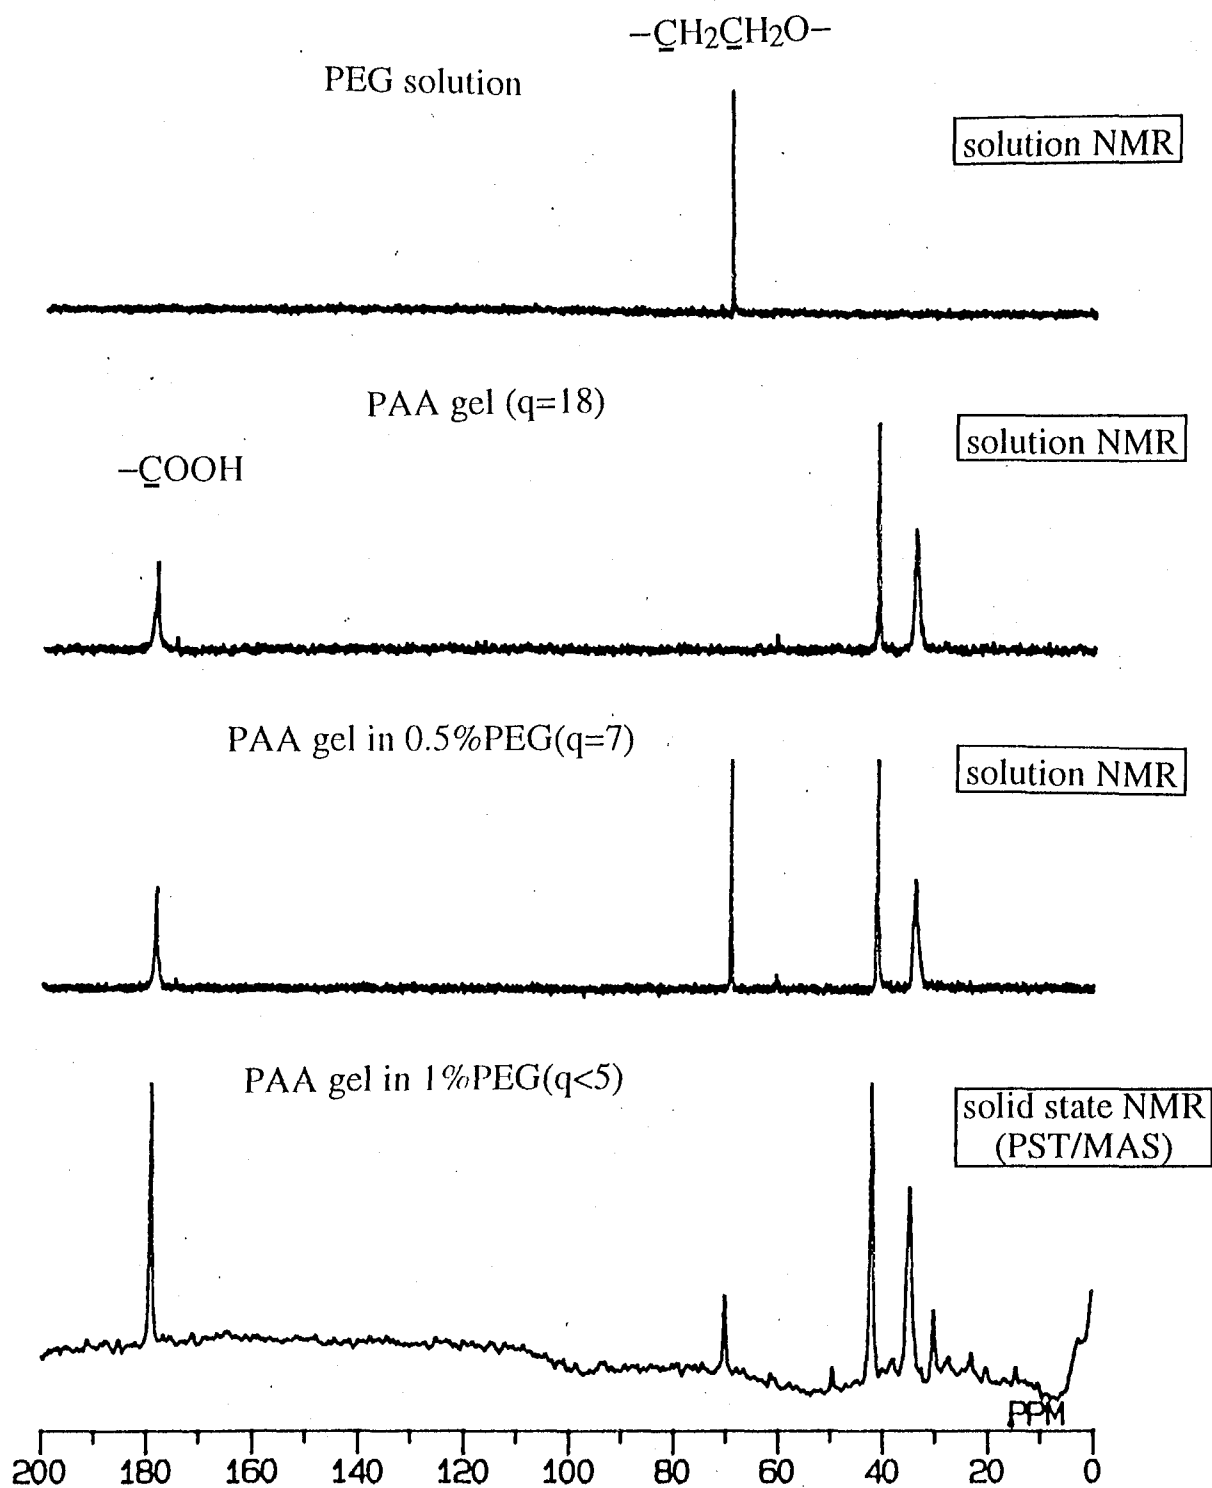 –CH2CH2O–
PEG solution
solution NMR
PAA gel (q=18)
solution NMR
–COOH
PAA gel in 0.5%PEG(q=7)
solution NMR
PAA gel in 1%PEG(q<5)
solid state NMR
(PST/MAS)
PPM
200 180 160 140 120 100 80 60 40 20 0